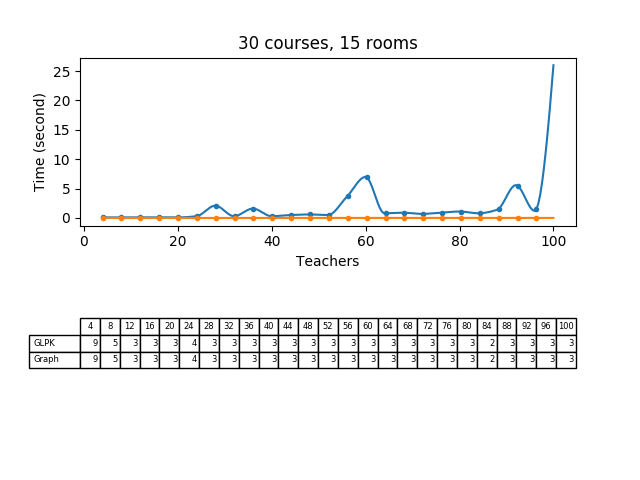 30 courses, 15 rooms
Time (second)
25
20
15
10
5
0
0 20 40 60 80 100
Teachers
4 8 12 16 20 24 28 32 36 40 44 48 52 56 60 64 68 72 76 80 84 88 92 96 100
GLPK 9 5 3 3 3 4 3 3 3 3 3 3 3 3 3 3 3 3 3 3 2 3 3 3 3
Graph 9 5 3 3 3 4 3 3 3 3 3 3 3 3 3 3 3 3 3 3 2 3 3 3 3